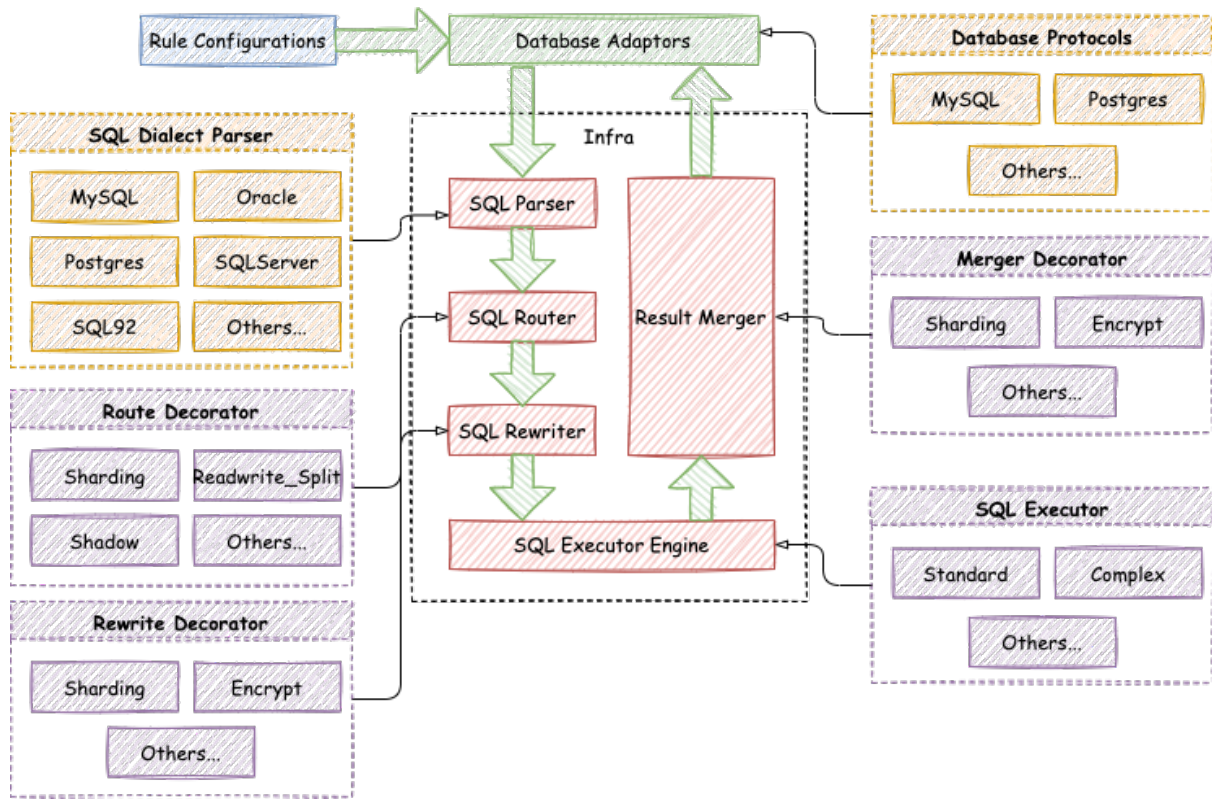 Rule Configurations
Database Adaptors
Database Protocols
MySQL
Postgres
Others...
SQL Dialect Parser
MySQL
Oracle
Postgres
SQLServer
SQL92
Others...
Infra
SQL Parser
SQL Router
SQL Rewriter
Result Merger
SQL Executor Engine
Merger Decorator
Sharding
Encrypt
Others...
Route Decorator
Sharding
Readwrite_Split
Shadow
Others...
SQL Executor
Standard
Complex
Others...
Rewrite Decorator
Sharding
Encrypt
Others...